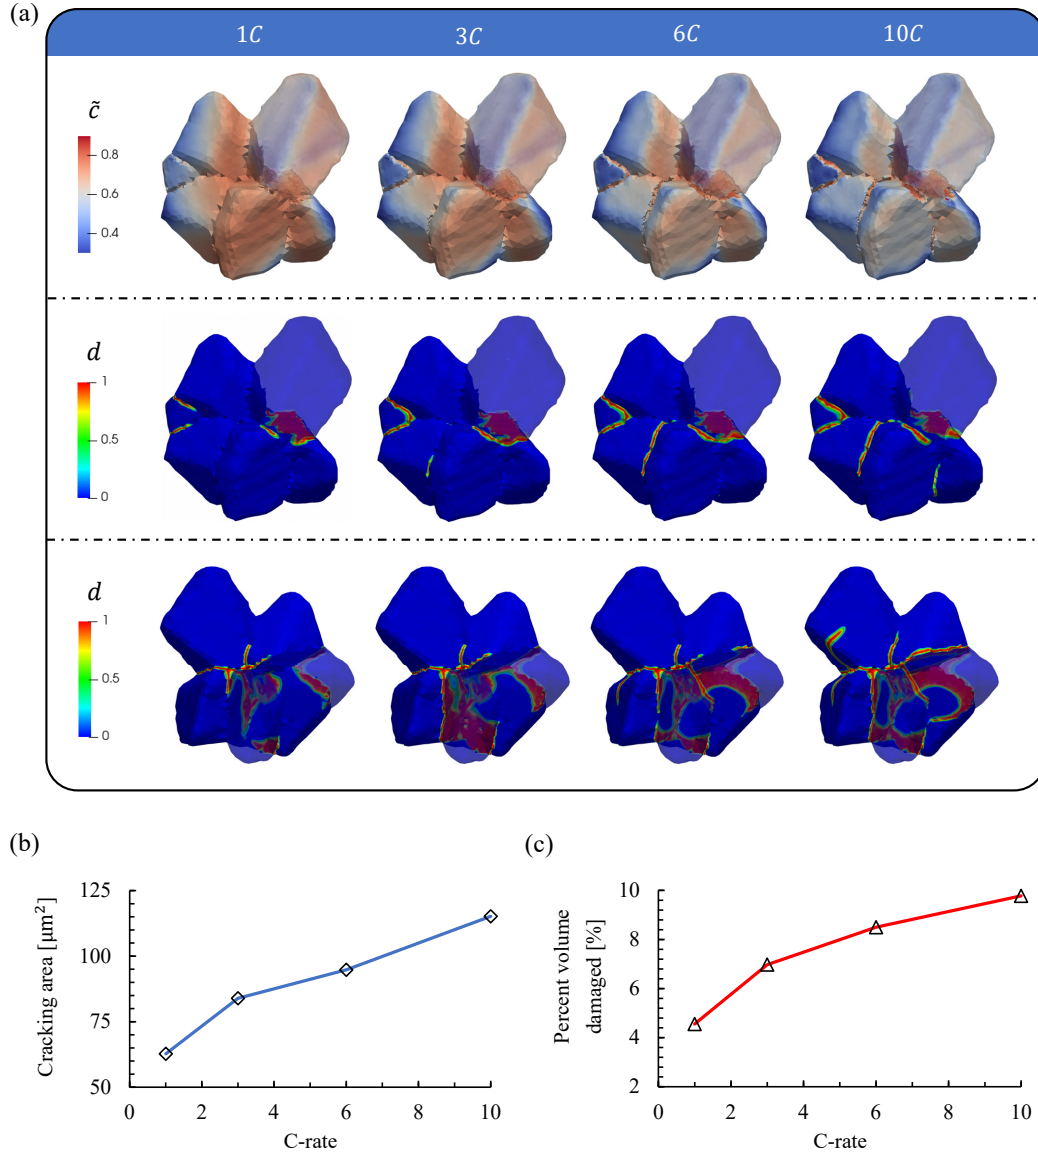 (a)
1C 3C 6C 10C
c̃
0.8
0.6
0.4
d
1
0.5
0
d
1
0.5
0
(b)
125
100
75
50
0 2 4 6 8 10
Cracking area [μm²]
C-rate
(c)
10
8
6
4
2
0 2 4 6 8 10
Percent volume
damaged [%]
C-rate